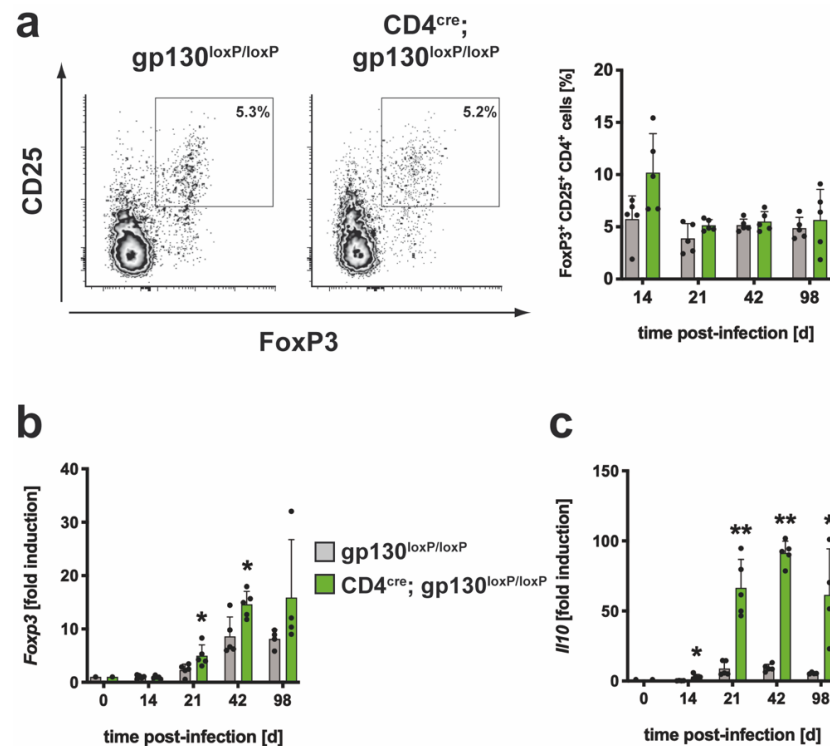 a
gp130loxP/loxP
CD4cre;
gp130loxP/loxP
5.3%
5.2%
CD25
FoxP3
FoxP3+ CD25+ CD4+ cells [%]
20
15
10
5
0
14 21 42 98
time post-infection [d]
b
Foxp3 [fold induction]
40
30
20
10
0
* *
0 14 21 42 98
time post-infection [d]
gp130loxP/loxP
CD4cre; gp130loxP/loxP
c
Il10 [fold induction]
150
100
50
0
* ** ** *
0 14 21 42 98
time post-infection [d]